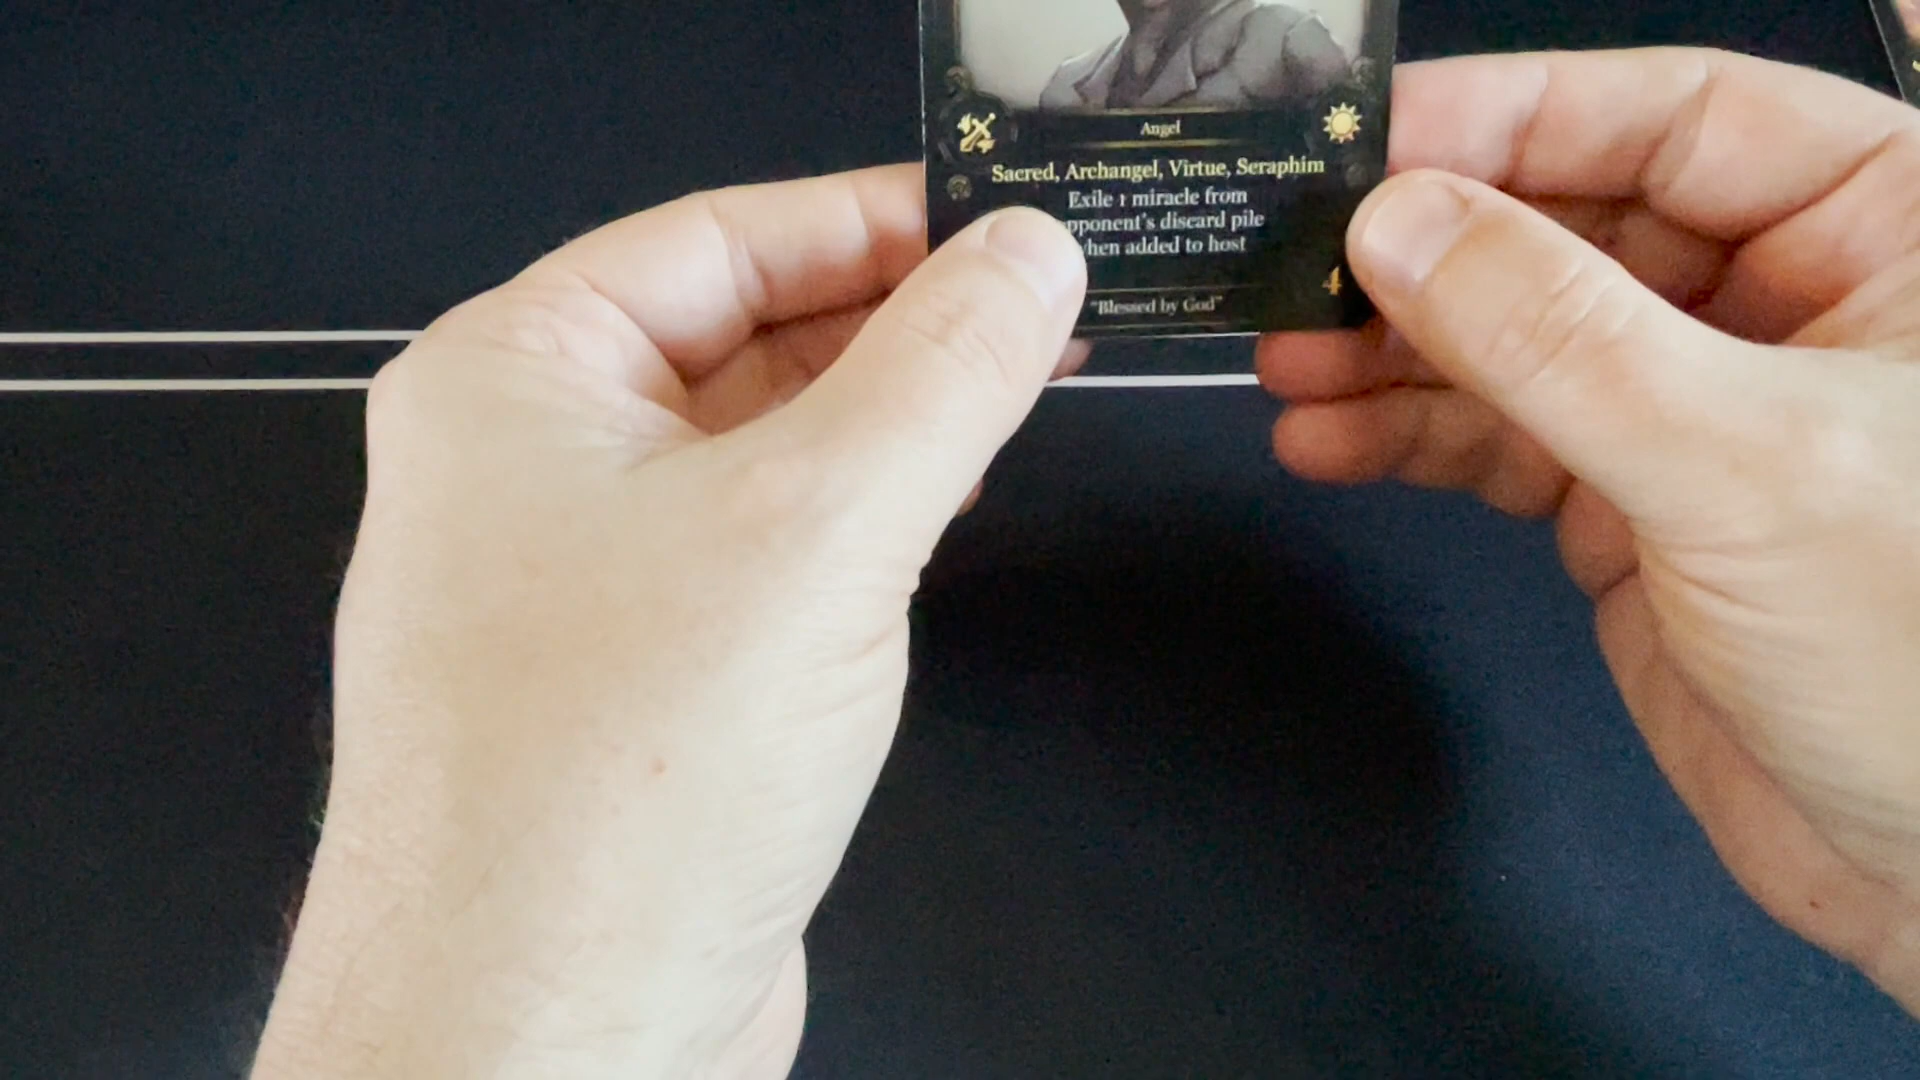 Angel
Sacred, Archangel, Virtue, Seraphim
Exile 1 miracle from
pponent's discard pile
hen added to host
4
"Blessed by God"